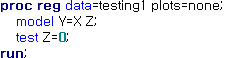 proc reg data=testing1 plots=none;
model Y=X Z;
test Z=0;
run;